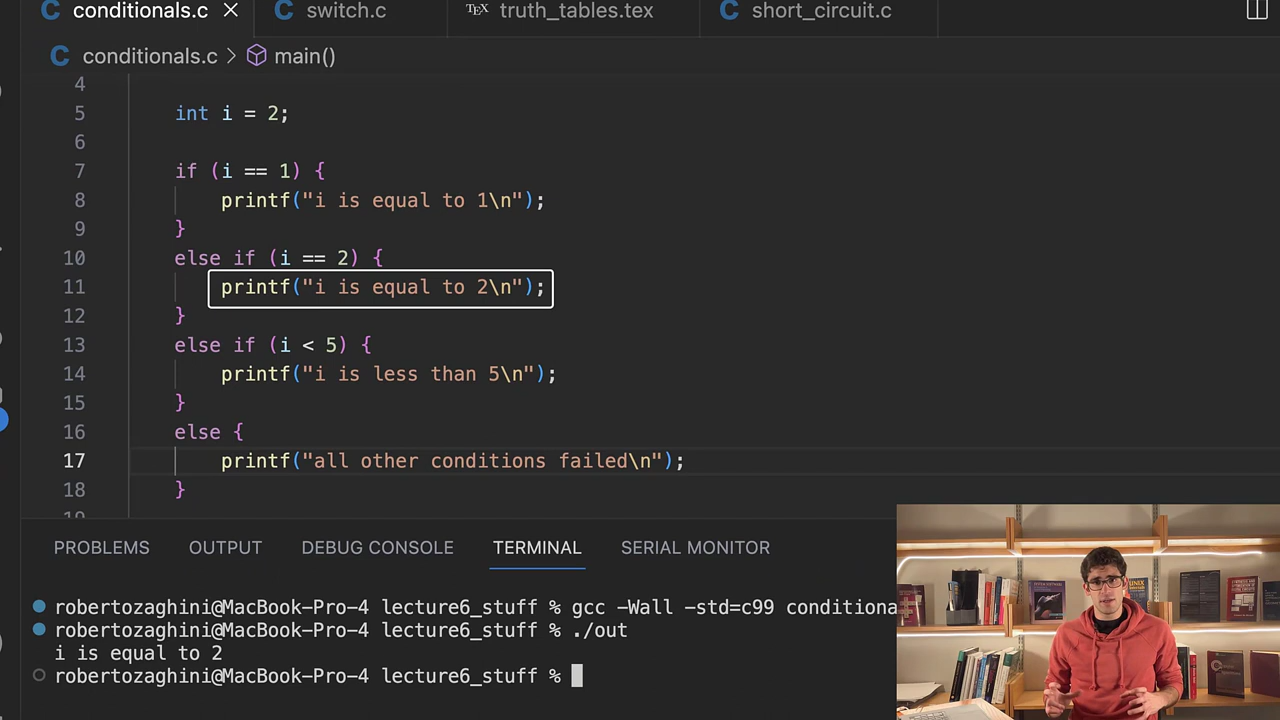 conditionals.c
switch.c
TEX truth_tables.tex
short_circuit.c
conditionals.c > main()
4
5 int i = 2;
6
7 if (i == 1) {
8 printf("i is equal to 1\n");
9 }
10 else if (i == 2) {
11 printf("i is equal to 2\n");
12 }
13 else if (i < 5) {
14 printf("i is less than 5\n");
15 }
16 else {
17 printf("all other conditions failed\n");
18 }
PROBLEMS OUTPUT DEBUG CONSOLE TERMINAL SERIAL MONITOR
robertozaghini@MacBook-Pro-4 lecture6_stuff % gcc -Wall -std=c99 conditiona
robertozaghini@MacBook-Pro-4 lecture6_stuff % ./out
i is equal to 2
robertozaghini@MacBook-Pro-4 lecture6_stuff %